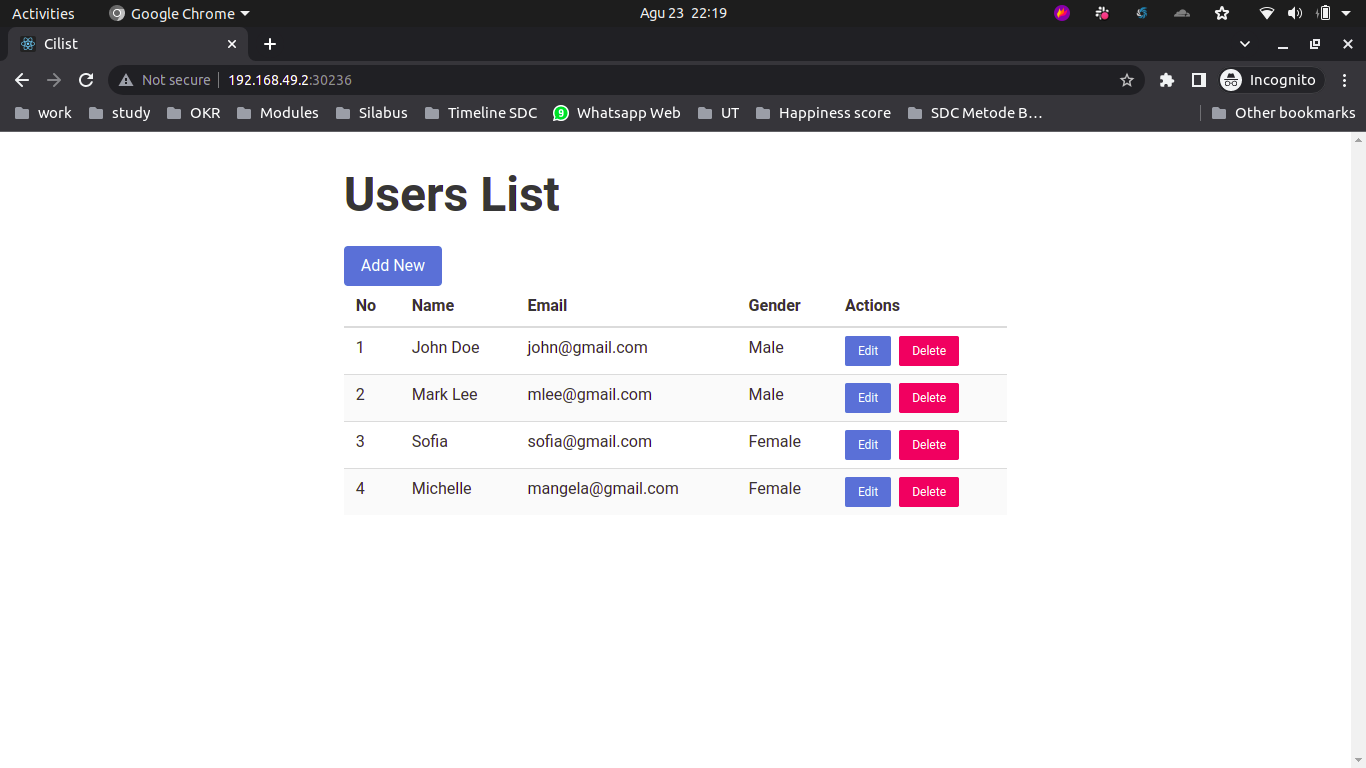 Activities Google Chrome Agu 23 22:19
Cilist
Not secure 192.168.49.2:30236 Incognito
work study OKR Modules Silabus Timeline SDC 9 Whatsapp Web UT Happiness score SDC Metode B… Other bookmarks
Users List
Add New
No Name Email Gender Actions
1 John Doe john@gmail.com Male Edit Delete
2 Mark Lee mlee@gmail.com Male Edit Delete
3 Sofia sofia@gmail.com Female Edit Delete
4 Michelle mangela@gmail.com Female Edit Delete